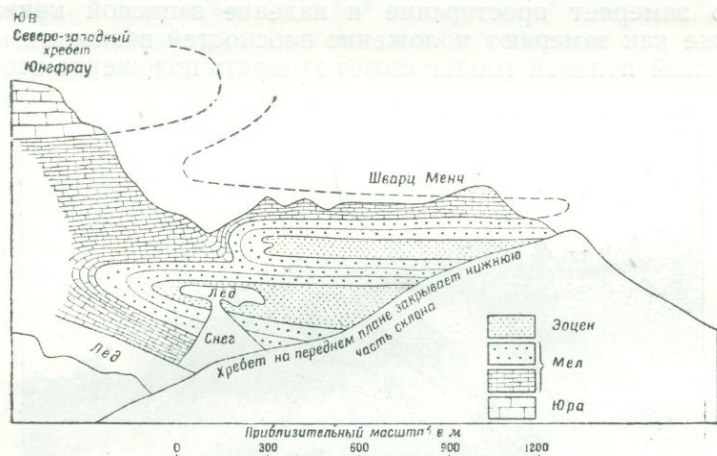 ЮВ
Северо-западный
хребет
Юнгфрау
Шварц Менч
Лед
Снег
Лед
Хребет на переднем плане закрывает нижнюю
часть склона
Эоцен
Мел
Юра
Приблизительный масштаб в м
0 300 600 900 1200